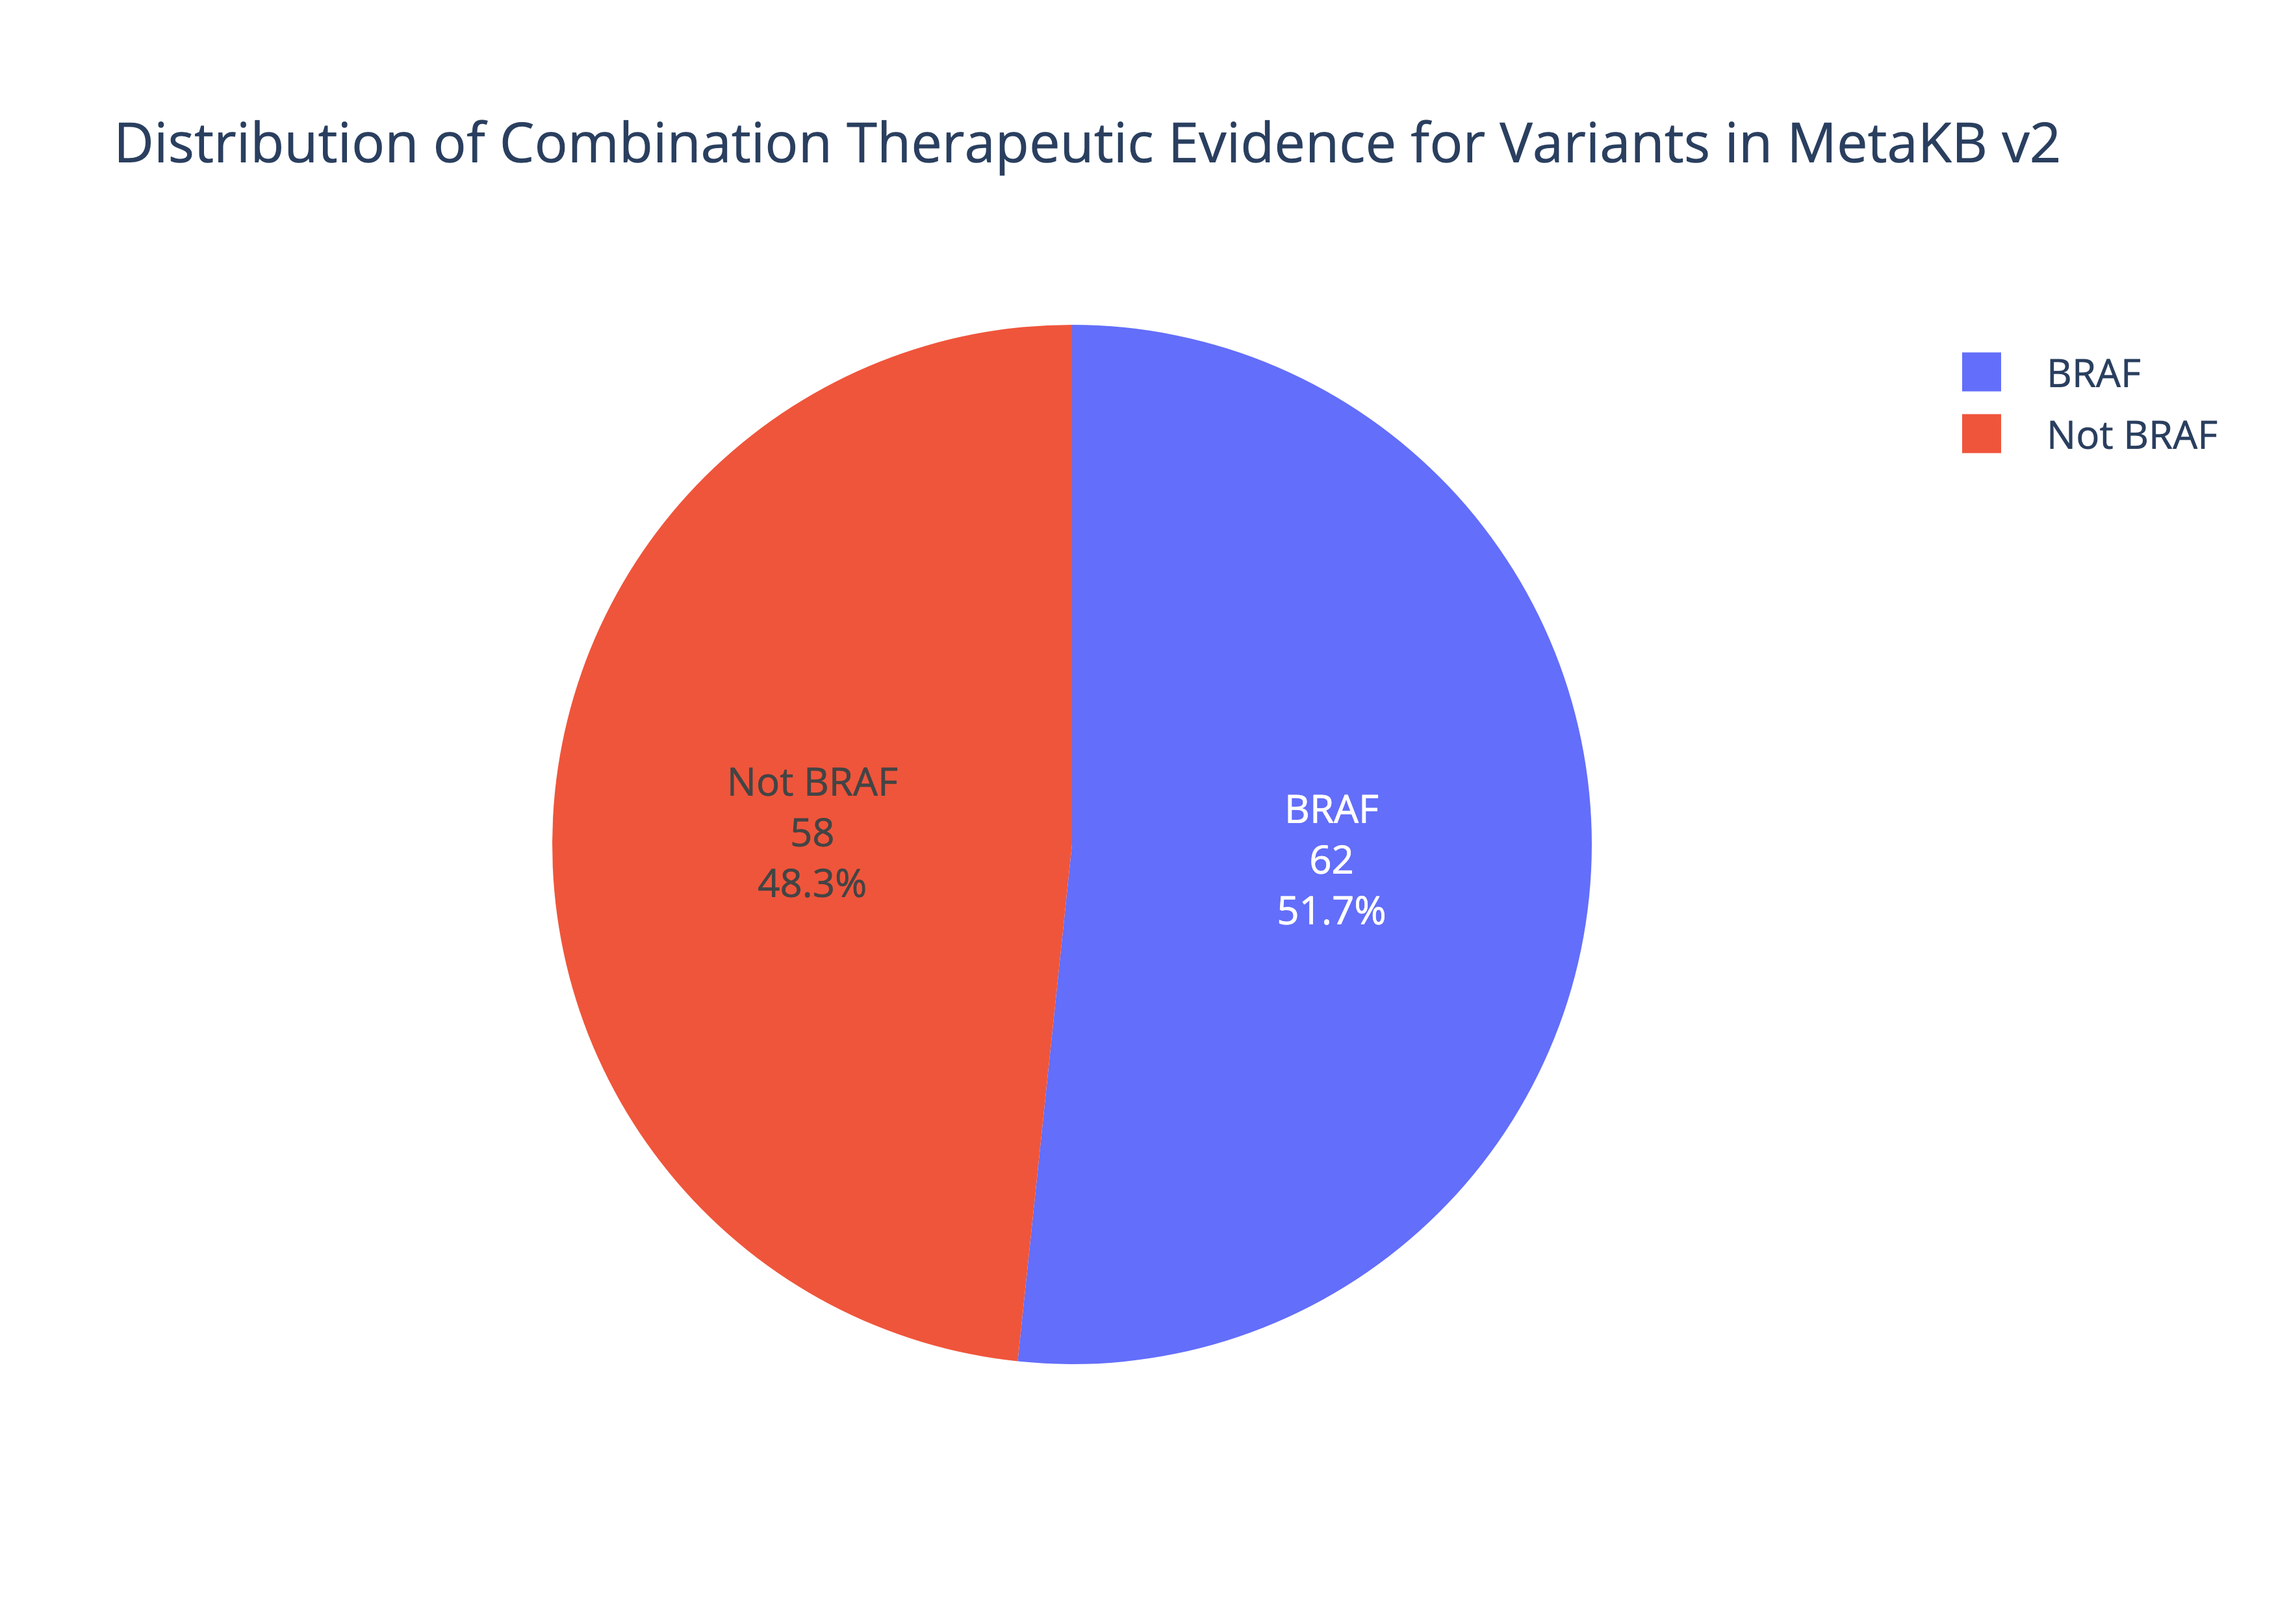 Distribution of Combination Therapeutic Evidence for Variants in MetaKB v2
BRAF
Not BRAF
Not BRAF
58
48.3%
BRAF
62
51.7%